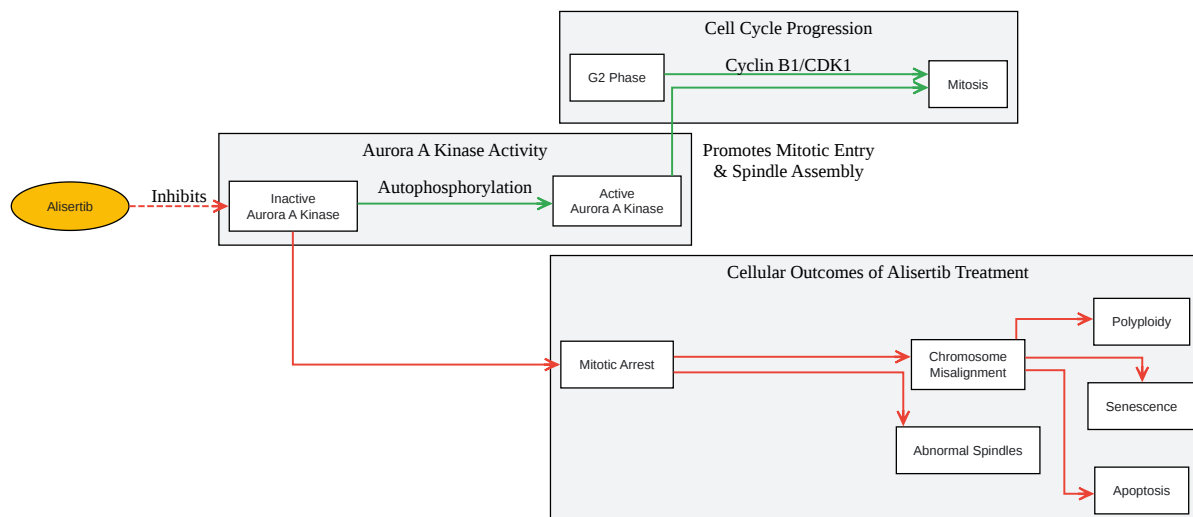 Cell Cycle Progression
G2 Phase
Cyclin B1/CDK1
Mitosis
Aurora A Kinase Activity
Promotes Mitotic Entry
& Spindle Assembly
Alisertib
Inhibits
Inactive
Aurora A Kinase
Autophosphorylation
Active
Aurora A Kinase
Cellular Outcomes of Alisertib Treatment
Mitotic Arrest
Chromosome
Misalignment
Polyploidy
Senescence
Abnormal Spindles
Apoptosis